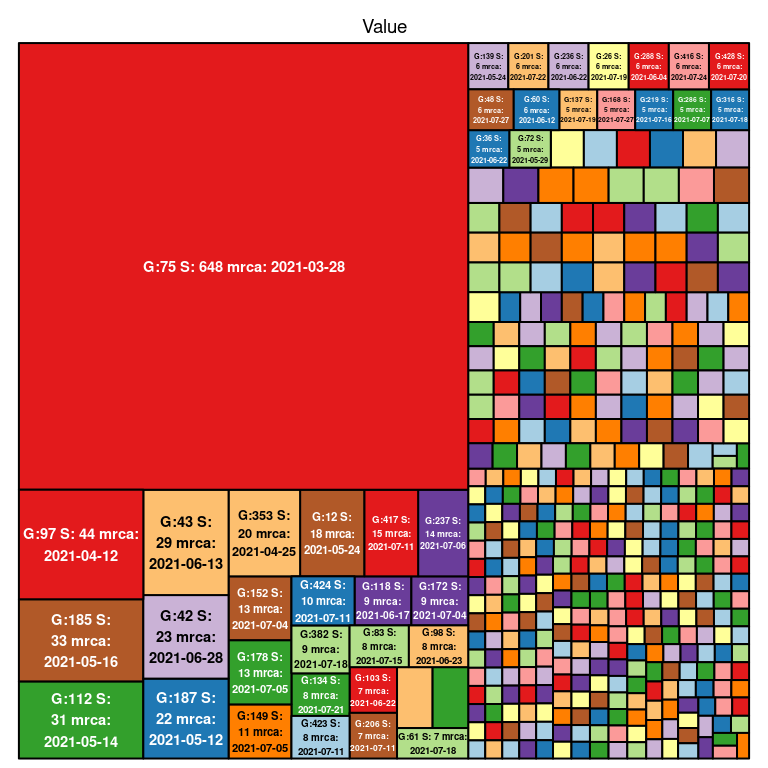 Value
G:75 S: 648 mrca: 2021-03-28
G:97 S: 44 mrca:
2021-04-12
G:185 S:
33 mrca:
2021-05-16
G:112 S:
31 mrca:
2021-05-14
G:43 S:
29 mrca:
2021-06-13
G:42 S:
23 mrca:
2021-06-28
G:187 S:
22 mrca:
2021-05-12
G:353 S:
20 mrca:
2021-04-25
G:12 S:
18 mrca:
2021-05-24
G:417 S:
15 mrca:
2021-07-11
G:237 S:
14 mrca:
2021-07-06
G:152 S:
13 mrca:
2021-07-04
G:178 S:
13 mrca:
2021-07-05
G:149 S:
11 mrca:
2021-07-05
G:424 S:
10 mrca:
2021-07-11
G:118 S:
9 mrca:
2021-06-17
G:172 S:
9 mrca:
2021-07-04
G:382 S:
9 mrca:
2021-07-18
G:83 S:
8 mrca:
2021-07-15
G:98 S:
8 mrca:
2021-06-23
G:134 S:
8 mrca:
2021-07-21
G:423 S:
8 mrca:
2021-07-11
G:103 S:
7 mrca:
2021-06-22
G:206 S:
7 mrca:
2021-07-11
G:61 S: 7 mrca:
2021-07-18
G:139 S:
6 mrca:
2021-05-24
G:201 S:
6 mrca:
2021-07-22
G:236 S:
6 mrca:
2021-06-22
G:26 S:
6 mrca:
2021-07-19
G:288 S:
6 mrca:
2021-06-04
G:416 S:
6 mrca:
2021-07-24
G:428 S:
6 mrca:
2021-07-20
G:48 S:
6 mrca:
2021-07-27
G:60 S:
6 mrca:
2021-06-12
G:137 S:
5 mrca:
2021-07-19
G:168 S:
5 mrca:
2021-07-27
G:219 S:
5 mrca:
2021-07-16
G:286 S:
5 mrca:
2021-07-07
G:316 S:
5 mrca:
2021-07-18
G:36 S:
5 mrca:
2021-06-22
G:72 S:
5 mrca:
2021-05-29